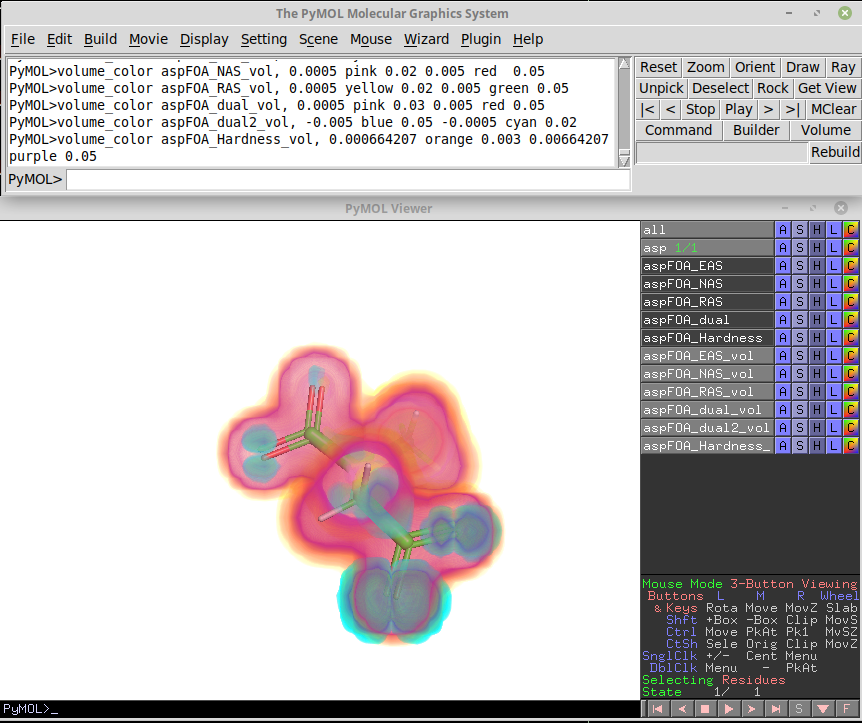 The PyMOL Molecular Graphics System
File Edit Build Movie Display Setting Scene Mouse Wizard Plugin Help
PyMOL>volume_color aspFOA_NAS_vol, 0.0005 pink 0.02 0.005 red  0.05
PyMOL>volume_color aspFOA_RAS_vol, 0.0005 yellow 0.02 0.005 green 0.05
PyMOL>volume_color aspFOA_dual_vol, 0.0005 pink 0.03 0.005 red 0.05
PyMOL>volume_color aspFOA_dual2_vol, -0.005 blue 0.05 -0.0005 cyan 0.02
PyMOL>volume_color aspFOA_Hardness_vol, 0.000664207 orange 0.003 0.00664207
purple 0.05
PyMOL>
Reset Zoom Orient Draw Ray
Unpick Deselect Rock Get View
|< < Stop Play > >| MClear
Command Builder Volume
Rebuild
PyMOL Viewer
all A S H L C
asp 1/1 A S H L C
aspFOA_EAS A S H L C
aspFOA_NAS A S H L C
aspFOA_RAS A S H L C
aspFOA_dual A S H L C
aspFOA_Hardness A S H L C
aspFOA_EAS_vol A S H L C
aspFOA_NAS_vol A S H L C
aspFOA_RAS_vol A S H L C
aspFOA_dual_vol A S H L C
aspFOA_dual2_vol A S H L C
aspFOA_Hardness_ A S H L C
Mouse Mode 3-Button Viewing
Buttons L M R Wheel
& Keys Rota Move MovZ Slab
Shft +Box -Box Clip MovS
Ctrl Move PkAt Pk1 MvSZ
CtSh Sele Orig Clip MovZ
SnglClk +/- Cent Menu
DblClk Menu - PkAt
Selecting Residues
State 1/ 1
PyMOL>_
S F